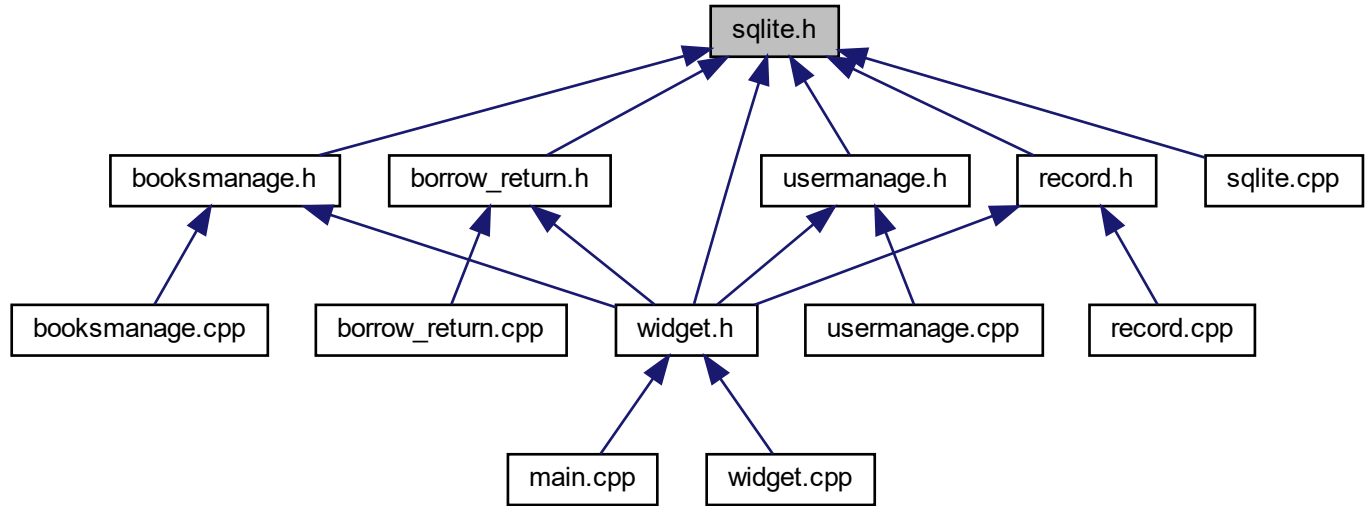 sqlite.h
booksmanage.h
borrow_return.h
usermanage.h
record.h
sqlite.cpp
booksmanage.cpp
borrow_return.cpp
widget.h
usermanage.cpp
record.cpp
main.cpp
widget.cpp